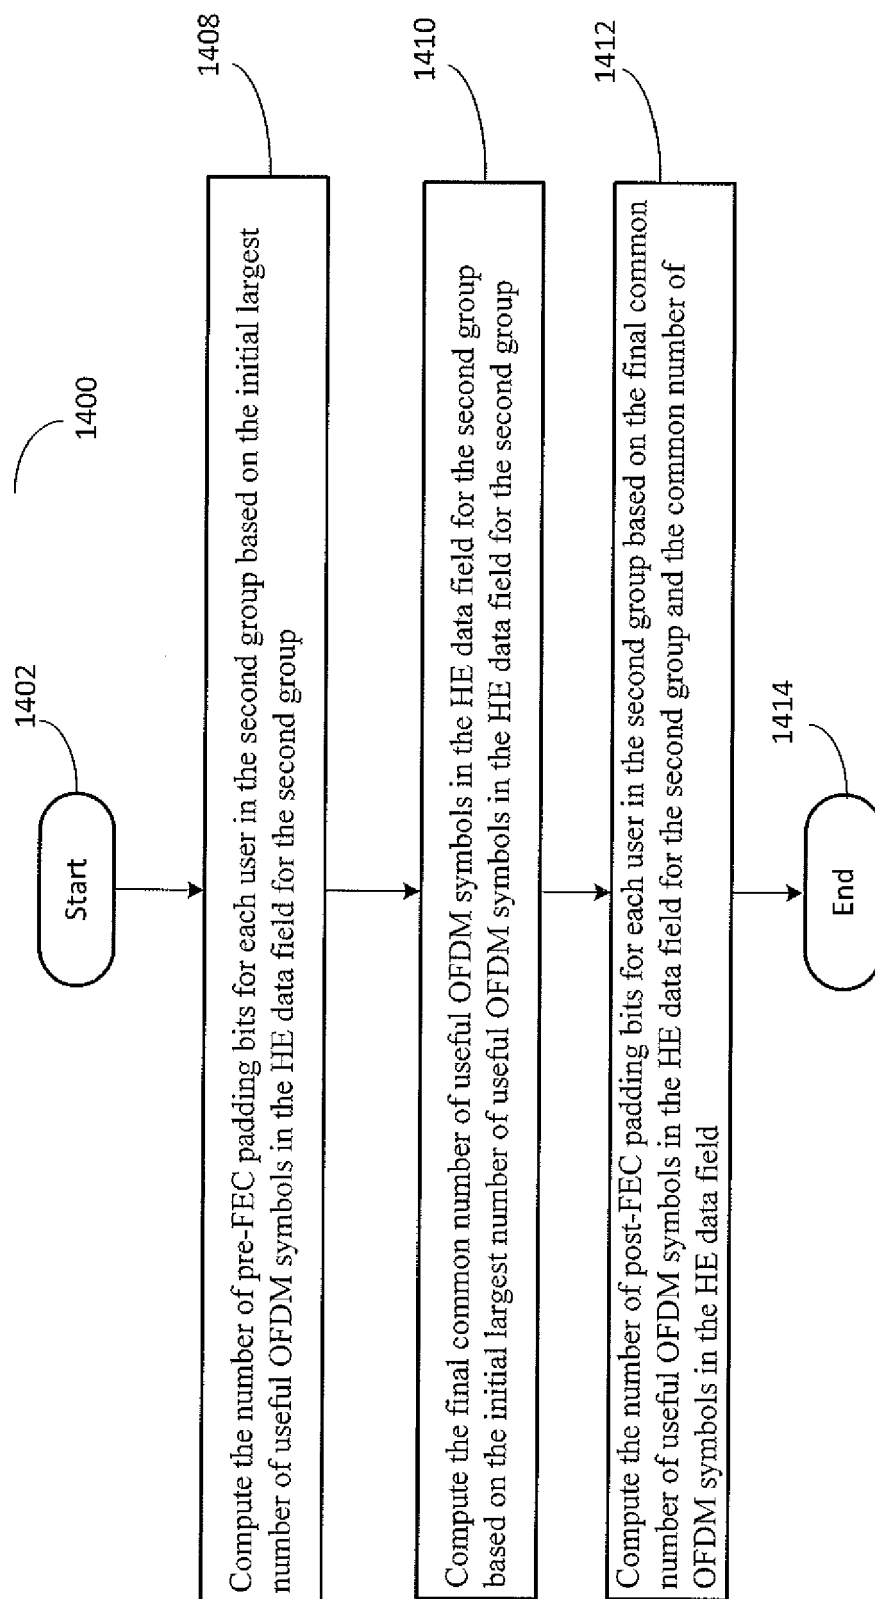 1400
1402
Start
1408
Compute the number of pre-FEC padding bits for each user in the second group based on the initial largest
number of useful OFDM symbols in the HE data field for the second group
1410
Compute the final common number of useful OFDM symbols in the HE data field for the second group
based on the initial largest number of useful OFDM symbols in the HE data field for the second group
1412
Compute the number of post-FEC padding bits for each user in the second group based on the final common
number of useful OFDM symbols in the HE data field for the second group and the common number of
OFDM symbols in the HE data field
1414
End